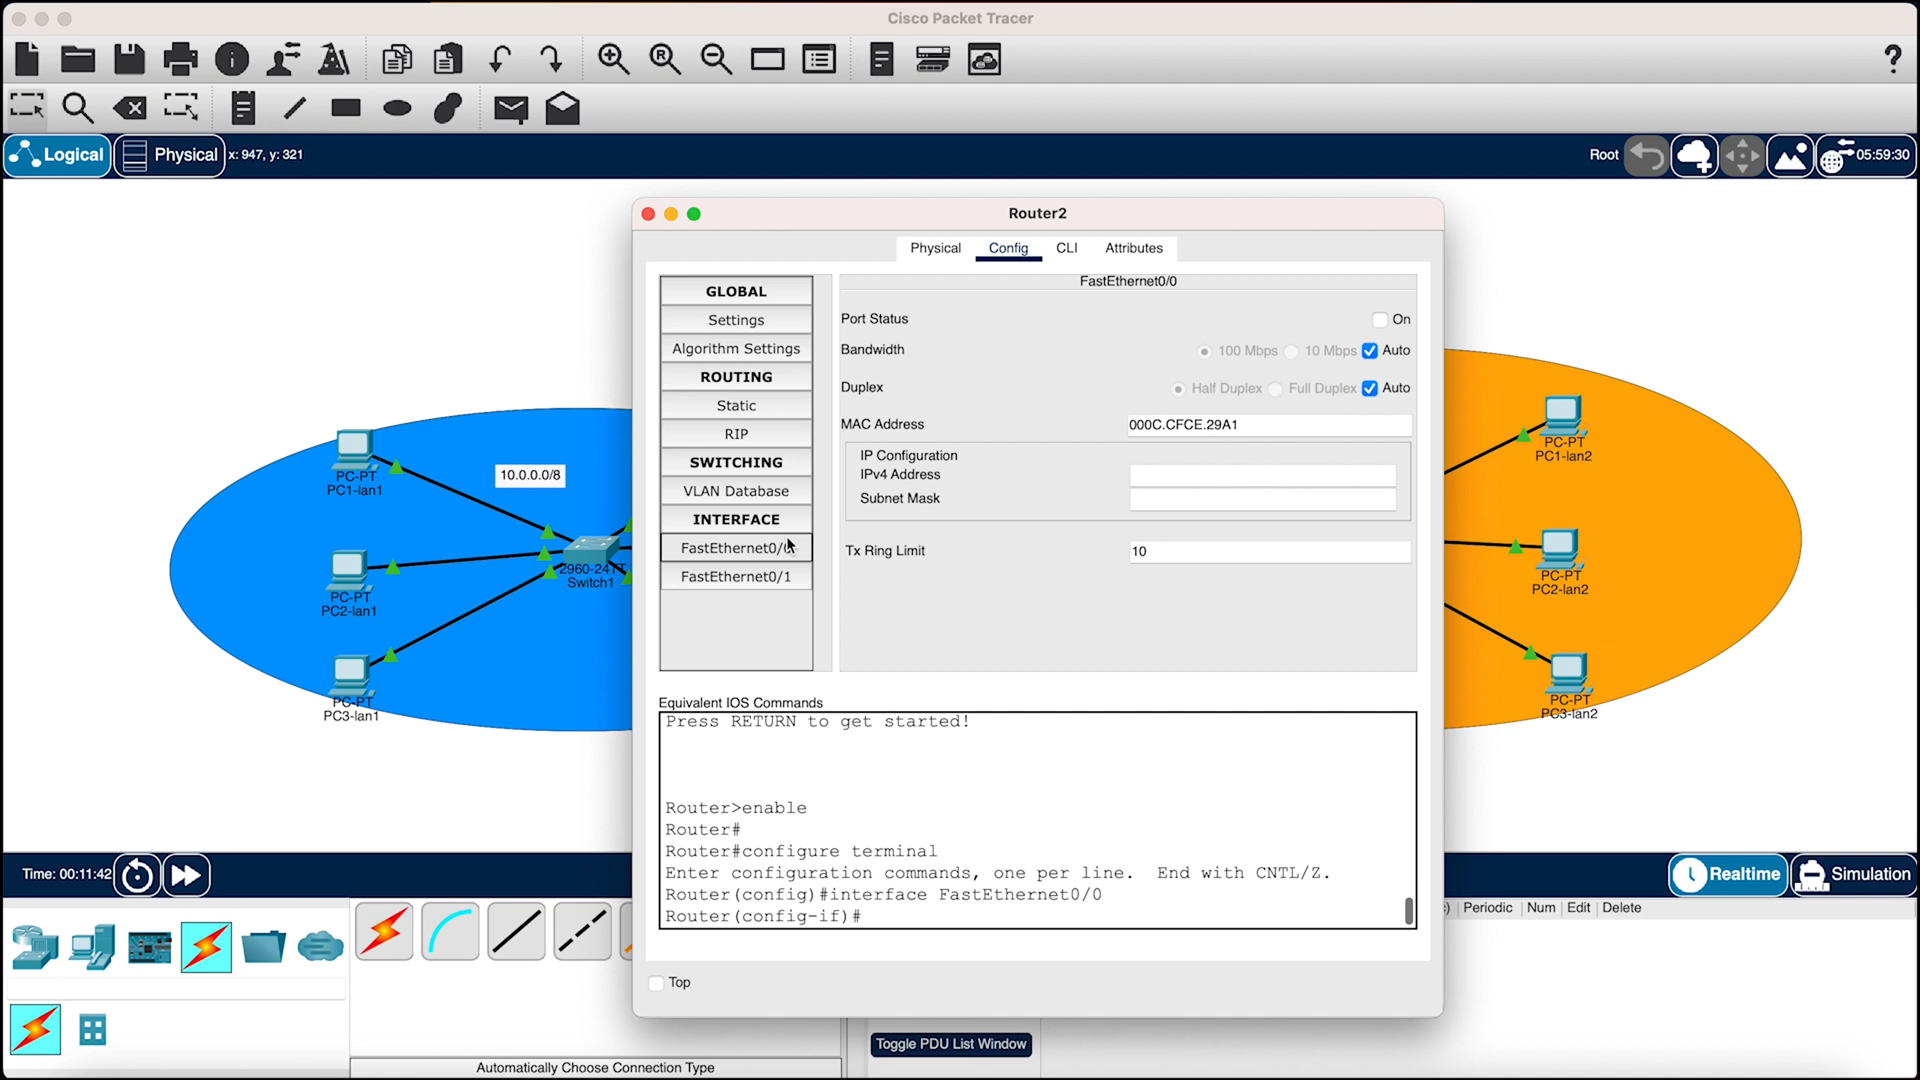 Cisco Packet Tracer
R
?
Logical
Physical
x: 947, y: 321
Root
05:59:30
Router2
Physical
Config
CLI
Attributes
GLOBAL
Settings
Algorithm Settings
ROUTING
Static
RIP
SWITCHING
VLAN Database
INTERFACE
FastEthernet0/0
FastEthernet0/1
FastEthernet0/0
Port Status
On
Bandwidth
100 Mbps
10 Mbps
Auto
Duplex
Half Duplex
Full Duplex
Auto
MAC Address
000C.CFCE.29A1
IP Configuration
IPv4 Address
Subnet Mask
Tx Ring Limit
10
Equivalent IOS Commands
Press RETURN to get started!
Router>enable
Router#
Router#configure terminal
Enter configuration commands, one per line. End with CNTL/Z.
Router(config)#interface FastEthernet0/0
Router(config-if)#
Top
PC-PT
PC1-lan1
10.0.0.0/8
PC-PT
PC2-lan1
2960-24TT
Switch1
PC-PT
PC3-lan1
PC-PT
PC1-lan2
PC-PT
PC2-lan2
PC-PT
PC3-lan2
Time: 00:11:42
Realtime
Simulation
Periodic
Num
Edit
Delete
Toggle PDU List Window
Automatically Choose Connection Type